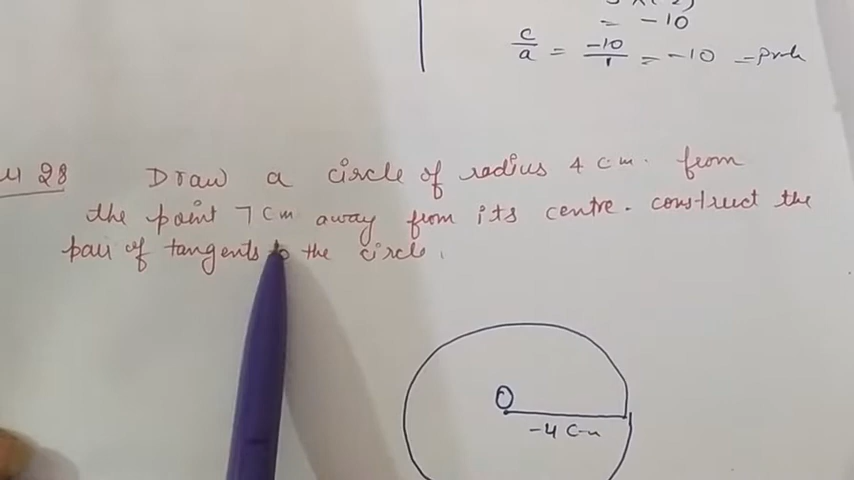 = -10
c/a = -10/1 = -10
28 Draw a circle of radius 4 cm. from
the point 7 cm away from its centre. construct the
pair of tangents to the circle.
O
-4 cm